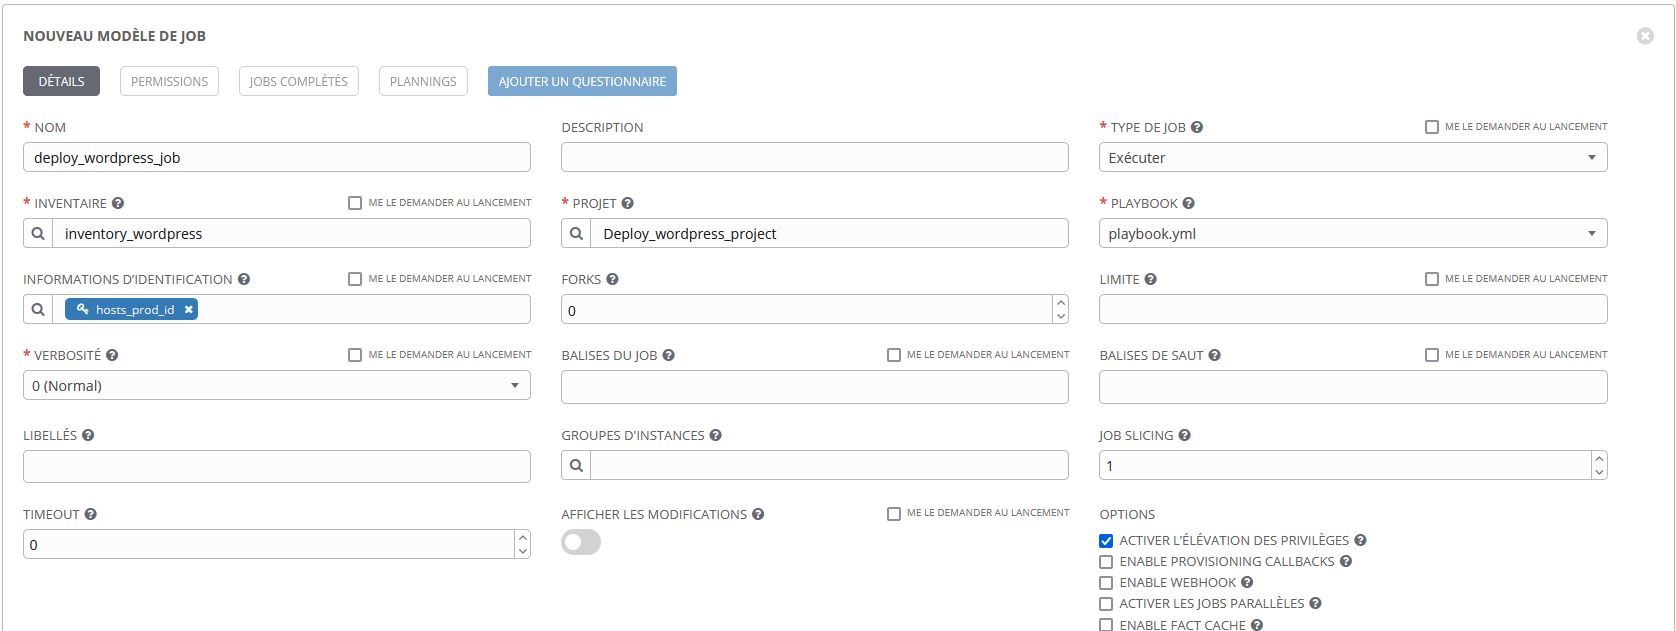 NOUVEAU MODÈLE DE JOB
DÉTAILS PERMISSIONS JOBS COMPLÉTÉS PLANNINGS AJOUTER UN QUESTIONNAIRE
* NOM DESCRIPTION * TYPE DE JOB ME LE DEMANDER AU LANCEMENT
deploy_wordpress_job Exécuter
* INVENTAIRE ME LE DEMANDER AU LANCEMENT * PROJET * PLAYBOOK
inventory_wordpress Deploy_wordpress_project playbook.yml
INFORMATIONS D'IDENTIFICATION ME LE DEMANDER AU LANCEMENT FORKS LIMITE ME LE DEMANDER AU LANCEMENT
hosts_prod_id 0
* VERBOSITÉ ME LE DEMANDER AU LANCEMENT BALISES DU JOB ME LE DEMANDER AU LANCEMENT BALISES DE SAUT ME LE DEMANDER AU LANCEMENT
0 (Normal)
LIBELLÉS GROUPES D'INSTANCES JOB SLICING
1
TIMEOUT AFFICHER LES MODIFICATIONS ME LE DEMANDER AU LANCEMENT OPTIONS
0
ACTIVER L'ÉLÉVATION DES PRIVILÈGES
ENABLE PROVISIONING CALLBACKS
ENABLE WEBHOOK
ACTIVER LES JOBS PARALLÈLES
ENABLE FACT CACHE